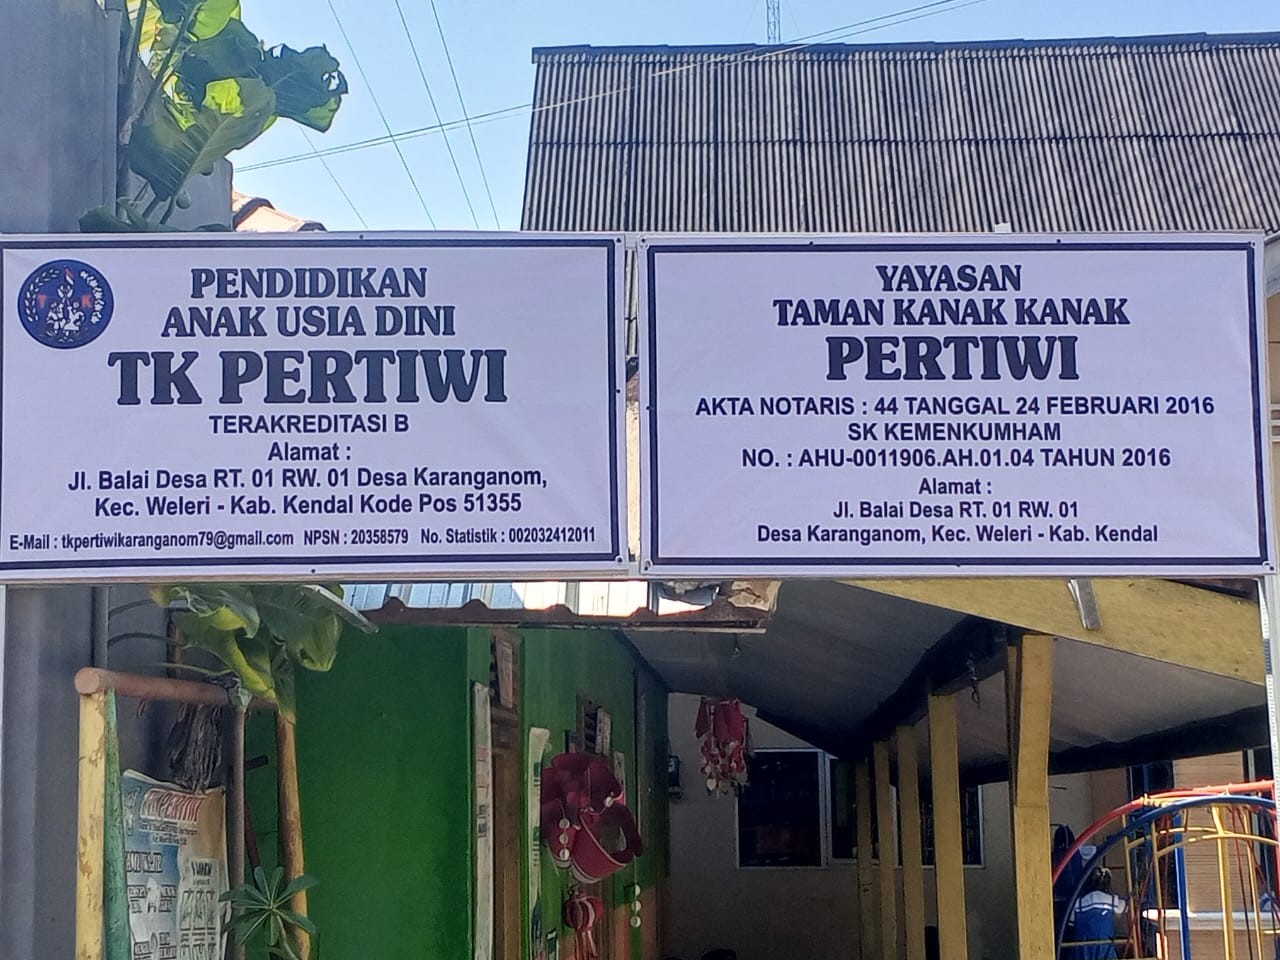 PENDIDIKAN
ANAK USIA DINI
TK PERTIWI
TERAKREDITASI B
Alamat :
Jl. Balai Desa RT. 01 RW. 01 Desa Karanganom,
Kec. Weleri - Kab. Kendal Kode Pos 51355
E-Mail : tkpertiwikaranganom79@gmail.com NPSN : 20358579 No. Statistik : 002032412011
T K
YAYASAN
TAMAN KANAK KANAK
PERTIWI
AKTA NOTARIS : 44 TANGGAL 24 FEBRUARI 2016
SK KEMENKUMHAM
NO. : AHU-0011906.AH.01.04 TAHUN 2016
Alamat :
Jl. Balai Desa RT. 01 RW. 01
Desa Karanganom, Kec. Weleri - Kab. Kendal